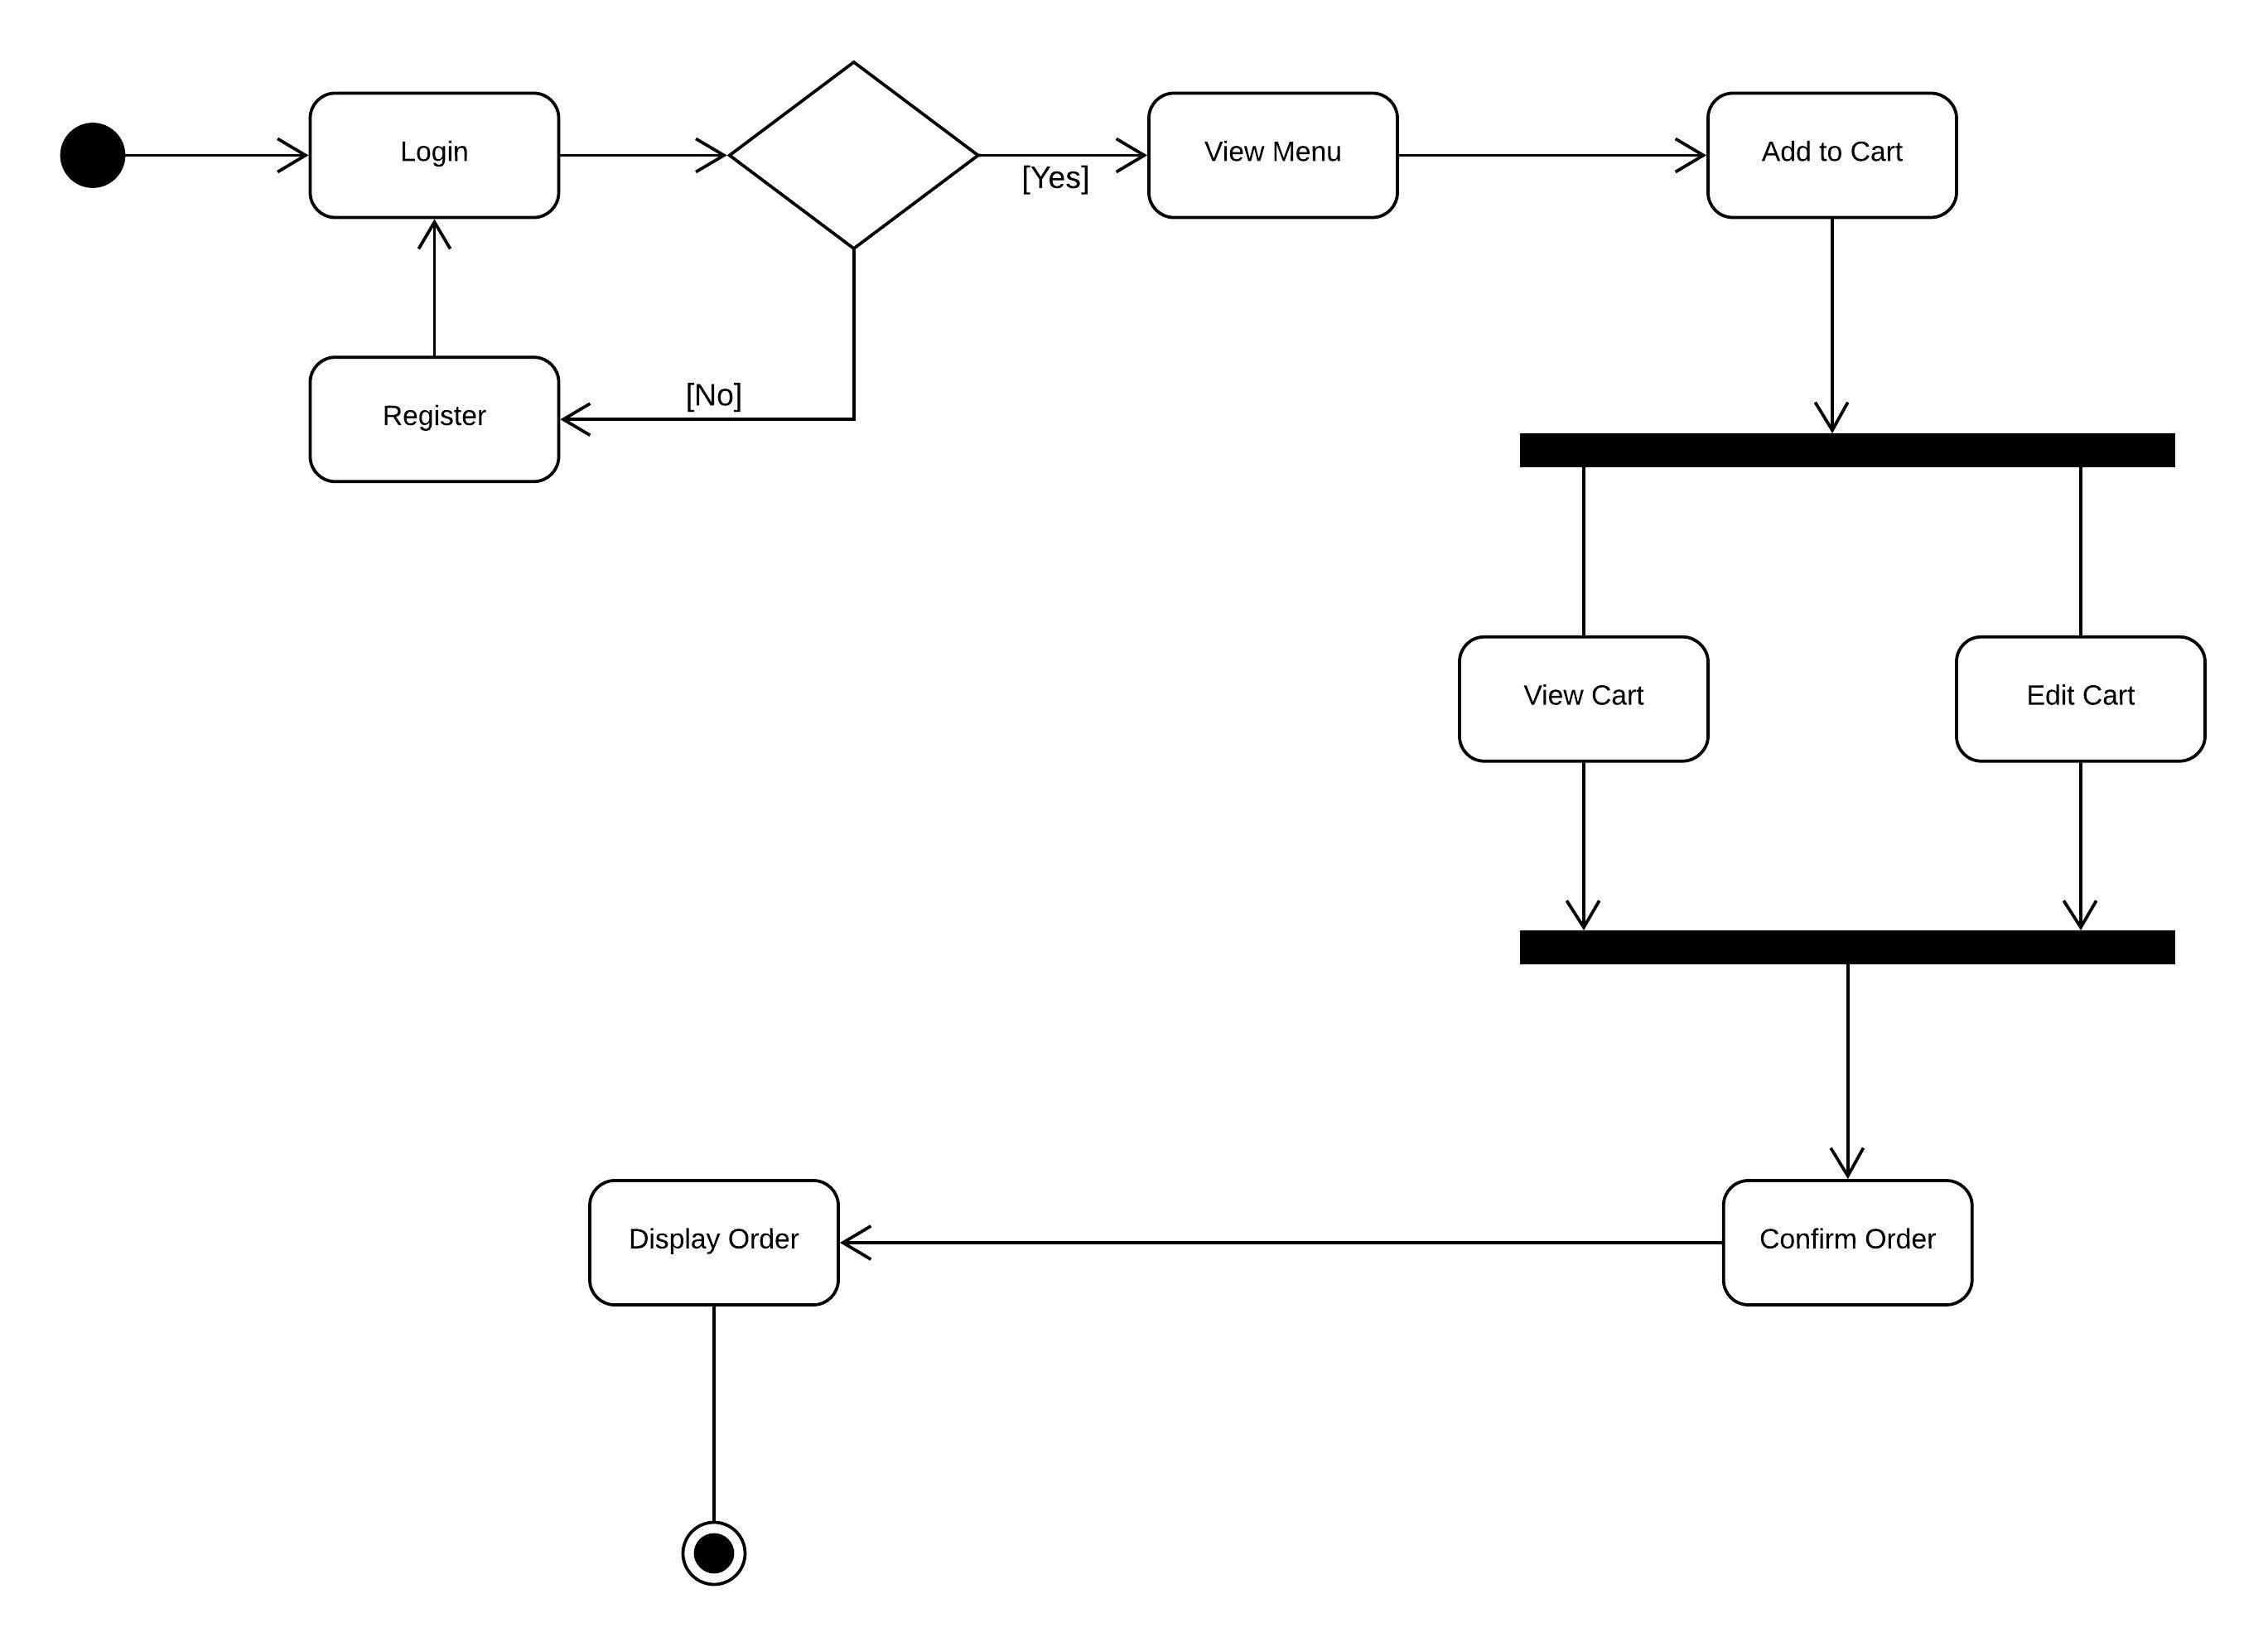 Login
[Yes]
View Menu
Add to Cart
Register
[No]
View Cart
Edit Cart
Display Order
Confirm Order